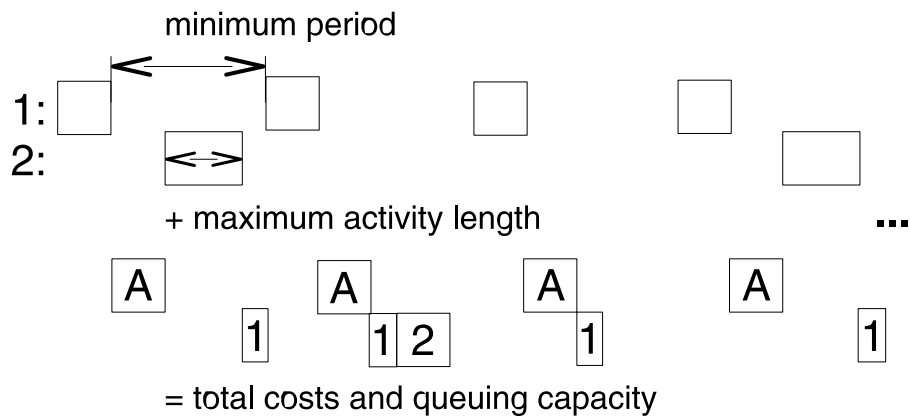 minimum period
1:
2:
+ maximum activity length
...
A A A A
1 1 2 1 1
= total costs and queuing capacity